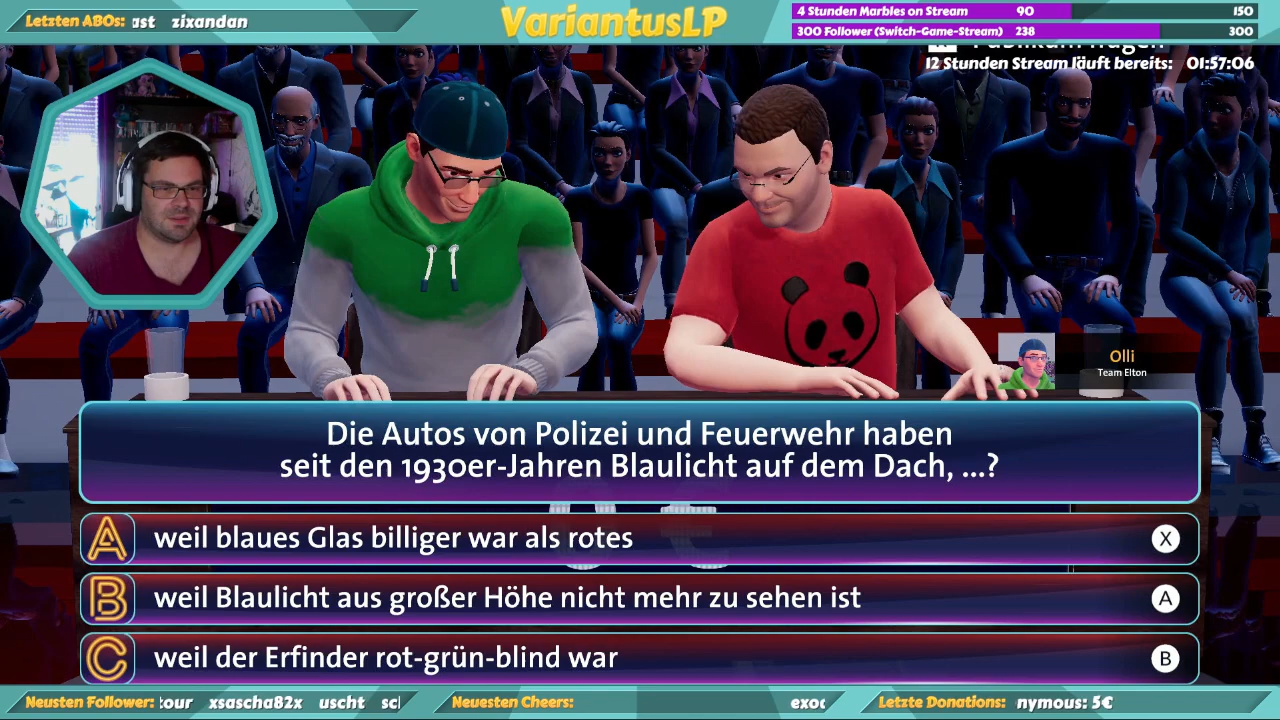 Letzten ABOs: ast zixandan
VariantusLP
4 Stunden Marbles on Stream 90 150
300 Follower (Switch-Game-Stream) 238 300
12 Stunden Stream läuft bereits: 01:57:06
Olli
Team Elton
Die Autos von Polizei und Feuerwehr haben
seit den 1930er-Jahren Blaulicht auf dem Dach, ...?
A weil blaues Glas billiger war als rotes X
B weil Blaulicht aus großer Höhe nicht mehr zu sehen ist A
C weil der Erfinder rot-grün-blind war B
Neusten Follower: tour xsascha82x uscht scl
Neuesten Cheers: exoc
Letzte Donations: nymous: 5€